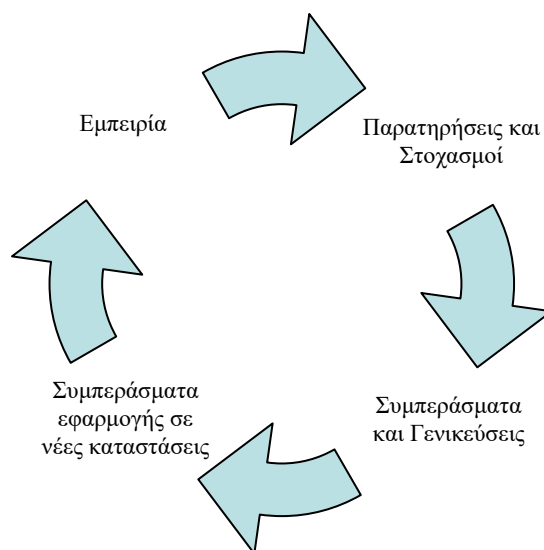 Εμπειρία
Παρατηρήσεις και
Στοχασμοί
Συμπεράσματα
και Γενικεύσεις
Συμπεράσματα
εφαρμογής σε
νέες καταστάσεις